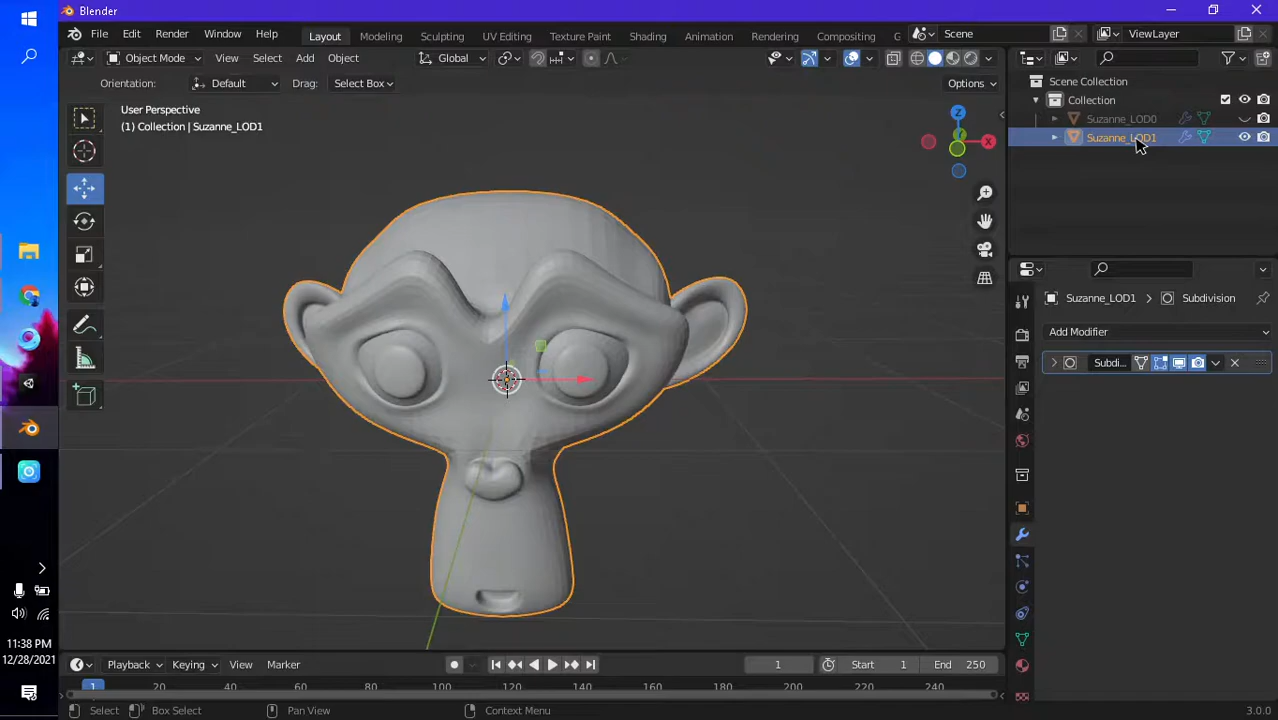 Blender
File Edit Render Window Help Layout Modeling Sculpting UV Editing Texture Paint Shading Animation Rendering Compositing G Scene ViewLayer
Object Mode View Select Add Object Global
Orientation: Default Drag: Select Box Options
User Perspective
(1) Collection | Suzanne_LOD1
Z
X
Y
Scene Collection
Collection
Suzanne_LOD0
Suzanne_LOD1
Suzanne_LOD1 > Subdivision
Add Modifier
Subdi...
Playback Keying View Marker 1 Start 1 End 250
1 20 40 60 80 100 120 140 160 180 200 220 240
Select Box Select Pan View Context Menu 3.0.0
11:38 PM
12/28/2021